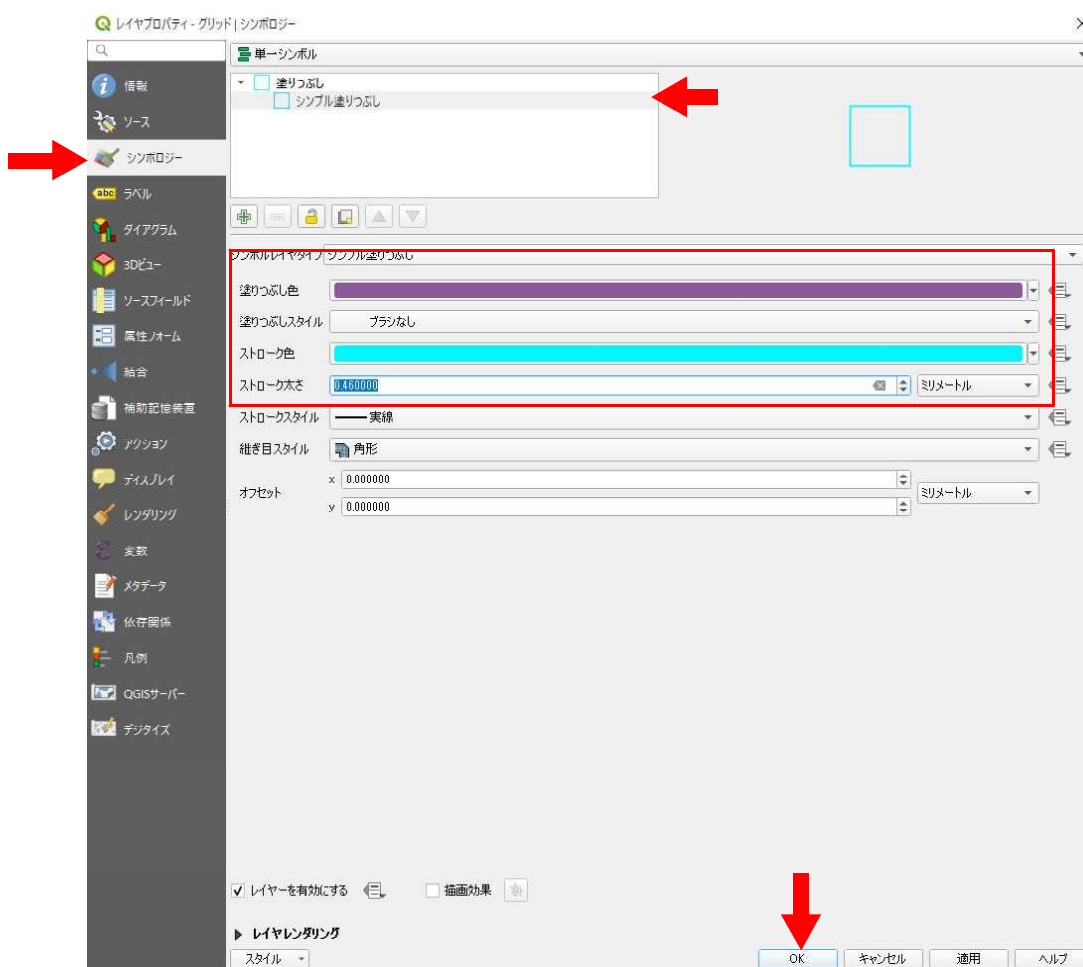 レイヤプロパティ - グリッド | シンボロジー
単一シンボル
情報
ソース
シンボロジー
ラベル
ダイアグラム
3Dビュー
ソースフィールド
属性フォーム
結合
補助記憶装置
アクション
ディスプレイ
レンダリング
変数
メタデータ
依存関係
凡例
QGISサーバー
デジタイズ
塗りつぶし
シンプル塗りつぶし
シンボルレイヤタイプ シンプル塗りつぶし
塗りつぶし色
塗りつぶしスタイル ブラシなし
ストローク色
ストローク太さ 0.460000 ミリメートル
ストロークスタイル 実線
継ぎ目スタイル 角形
オフセット x 0.000000 ミリメートル
y 0.000000
レイヤーを有効にする 描画効果
レイヤレンダリング
スタイル OK キャンセル 適用 ヘルプ
abc